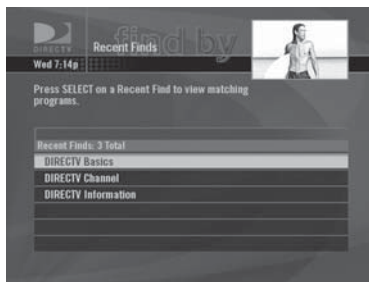 find by
DIRECTV
Recent Finds
Wed 7:14p
Press SELECT on a Recent Find to view matching
programs.
Recent Finds: 3 Total
DIRECTV Basics
DIRECTV Channel
DIRECTV Information